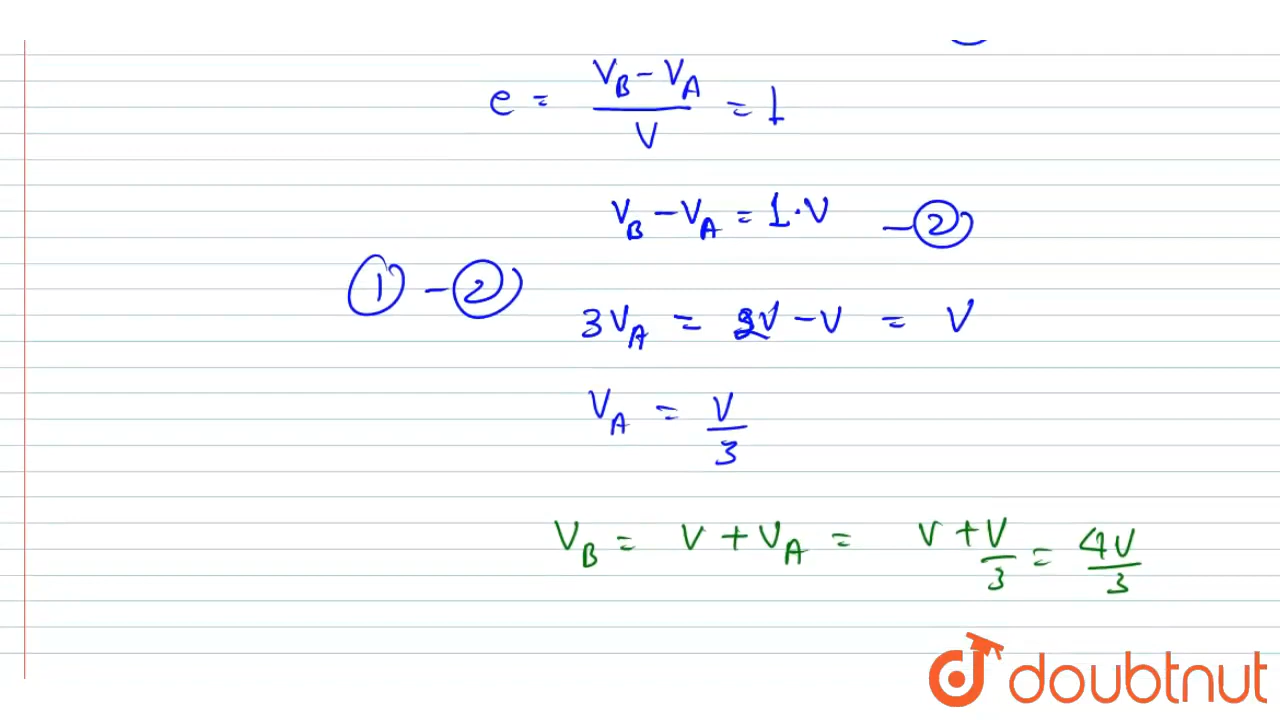 e = (V_B − V_A)/V = 1
V_B − V_A = 1·V — ②
① − ②
3V_A = 2V − V = V
V_A = V/3
V_B = V + V_A = V + V/3 = 4V/3
doubtnut